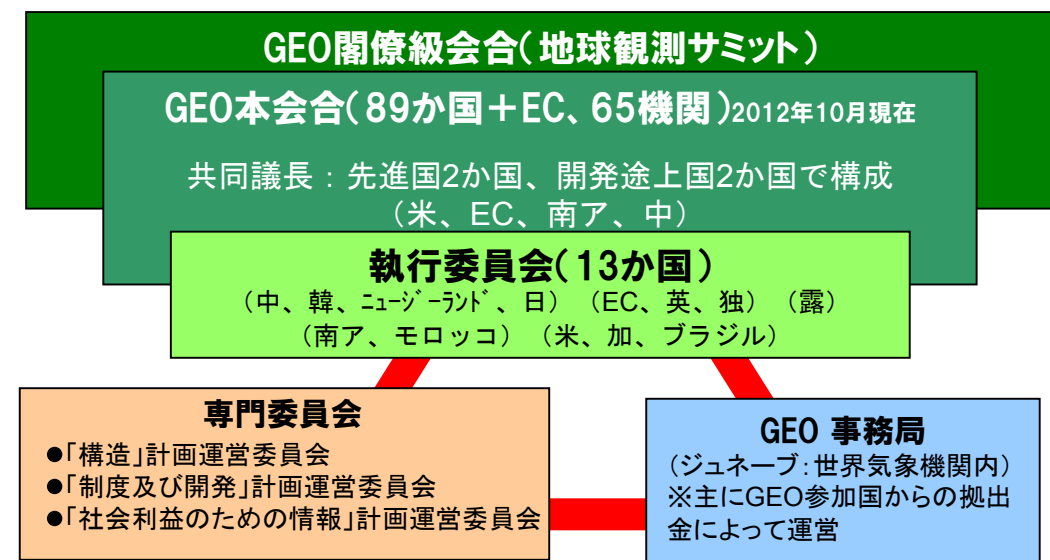 GEO閣僚級会合(地球観測サミット)
GEO本会合(89か国+EC、65機関)2012年10月現在
共同議長:先進国2か国、開発途上国2か国で構成
(米、EC、南ア、中)
執行委員会(13か国)
(中、韓、ニュージーランド、日)(EC、英、独)(露)
(南ア、モロッコ)(米、加、ブラジル)
専門委員会
●「構造」計画運営委員会
●「制度及び開発」計画運営委員会
●「社会利益のための情報」計画運営委員会
GEO 事務局
(ジュネーブ:世界気象機関内)
※主にGEO参加国からの拠出
金によって運営